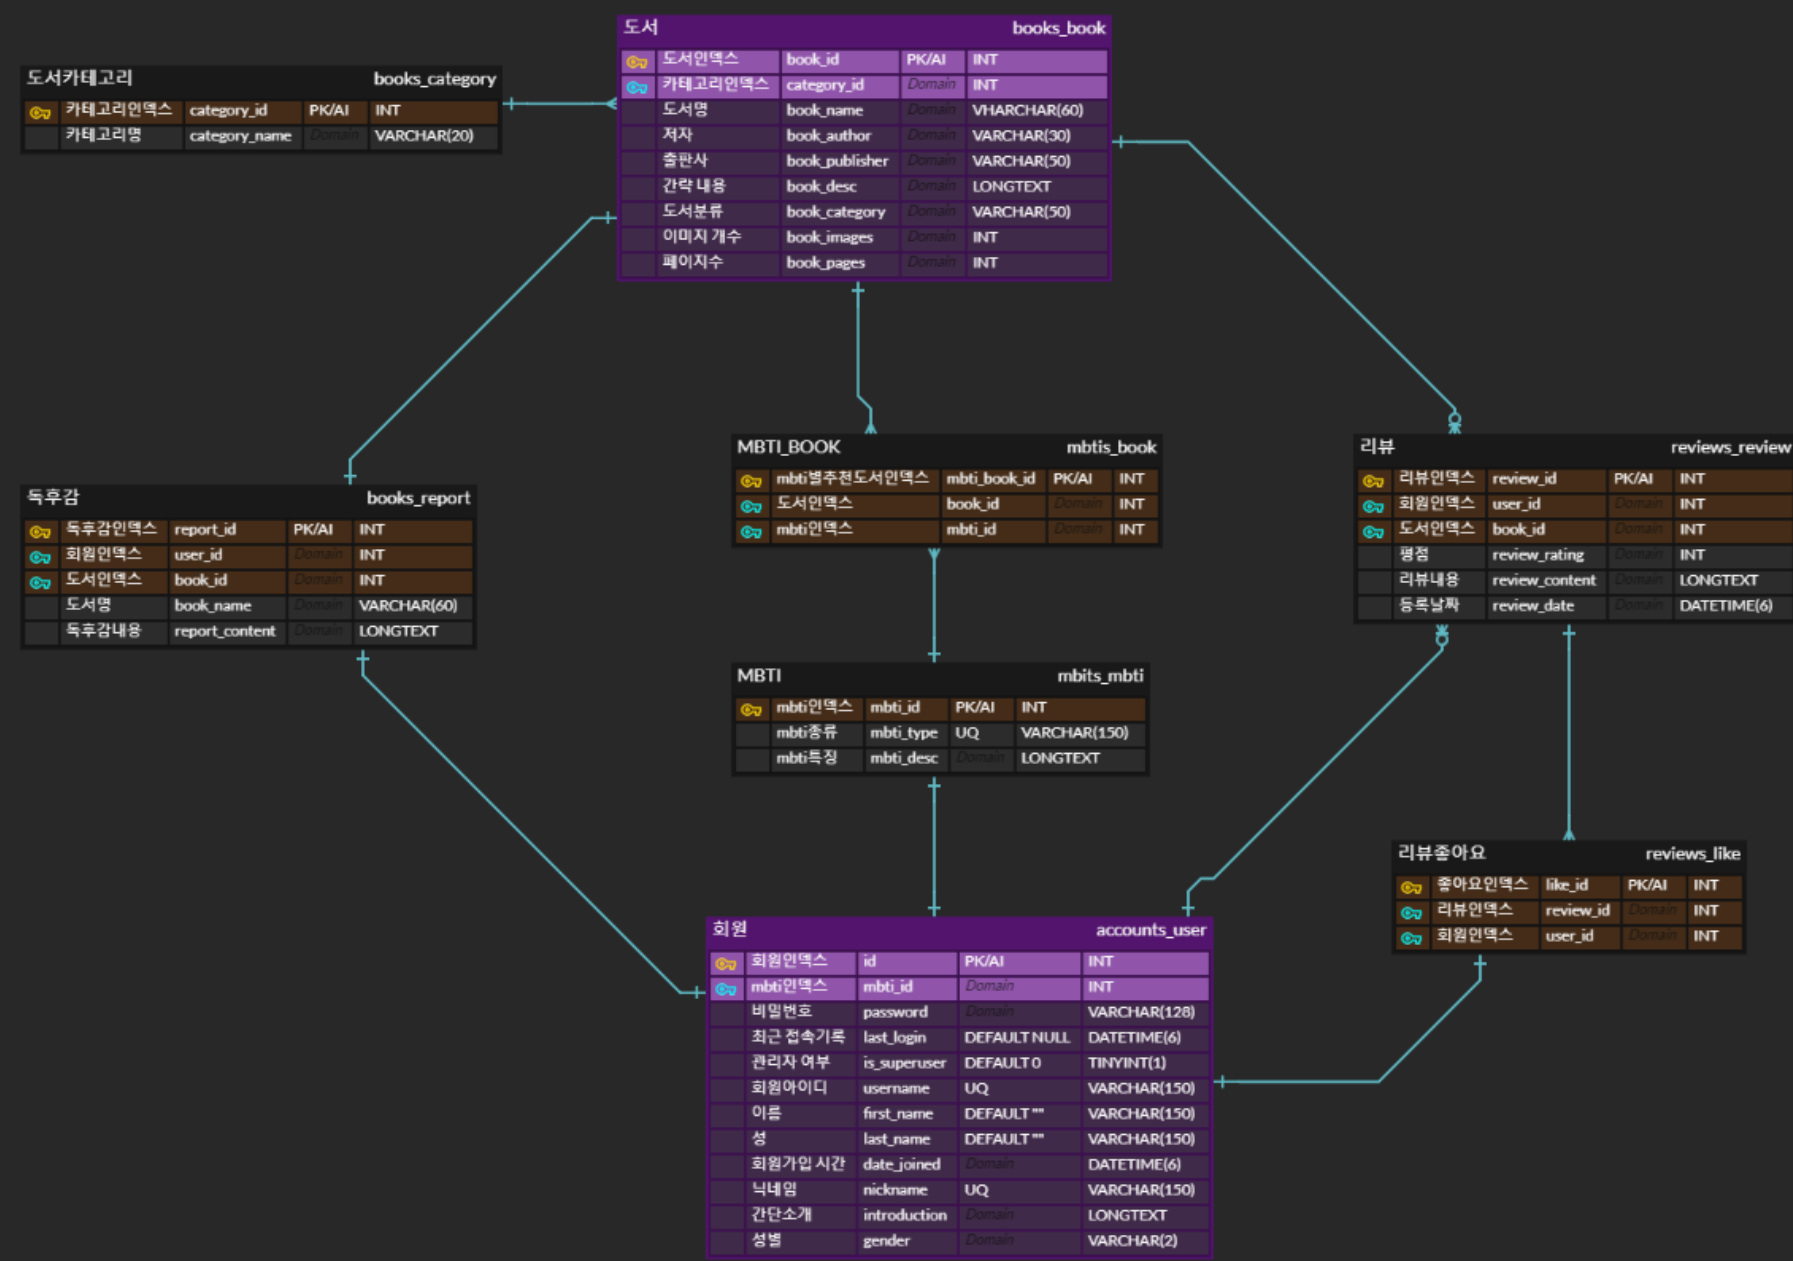 도서 books_book
도서인덱스 book_id PK/AI INT
카테고리인덱스 category_id Domain INT
도서명 book_name Domain VHARCHAR(60)
저자 book_author Domain VARCHAR(30)
출판사 book_publisher Domain VARCHAR(50)
간략 내용 book_desc Domain LONGTEXT
도서분류 book_category Domain VARCHAR(50)
이미지 개수 book_images Domain INT
페이지수 book_pages Domain INT
도서카테고리 books_category
카테고리인덱스 category_id PK/AI INT
카테고리명 category_name Domain VARCHAR(20)
MBTI_BOOK mbtis_book
mbti별추천도서인덱스 mbti_book_id PK/AI INT
도서인덱스 book_id Domain INT
mbti인덱스 mbti_id Domain INT
리뷰 reviews_review
리뷰인덱스 review_id PK/AI INT
회원인덱스 user_id Domain INT
도서인덱스 book_id Domain INT
평점 review_rating Domain INT
리뷰내용 review_content Domain LONGTEXT
등록날짜 review_date Domain DATETIME(6)
독후감 books_report
독후감인덱스 report_id PK/AI INT
회원인덱스 user_id Domain INT
도서인덱스 book_id Domain INT
도서명 book_name Domain VARCHAR(60)
독후감내용 report_content Domain LONGTEXT
MBTI mbits_mbti
mbti인덱스 mbti_id PK/AI INT
mbti종류 mbti_type UQ VARCHAR(150)
mbti특징 mbti_desc Domain LONGTEXT
리뷰좋아요 reviews_like
좋아요인덱스 like_id PK/AI INT
리뷰인덱스 review_id Domain INT
회원인덱스 user_id Domain INT
회원 accounts_user
회원인덱스 id PK/AI INT
mbti인덱스 mbti_id Domain INT
비밀번호 password Domain VARCHAR(128)
최근 접속기록 last_login DEFAULT NULL DATETIME(6)
관리자 여부 is_superuser DEFAULT 0 TINYINT(1)
회원아이디 username UQ VARCHAR(150)
이름 first_name DEFAULT "" VARCHAR(150)
성 last_name DEFAULT "" VARCHAR(150)
회원가입 시간 date_joined Domain DATETIME(6)
닉네임 nickname UQ VARCHAR(150)
간단소개 introduction Domain LONGTEXT
성별 gender Domain VARCHAR(2)